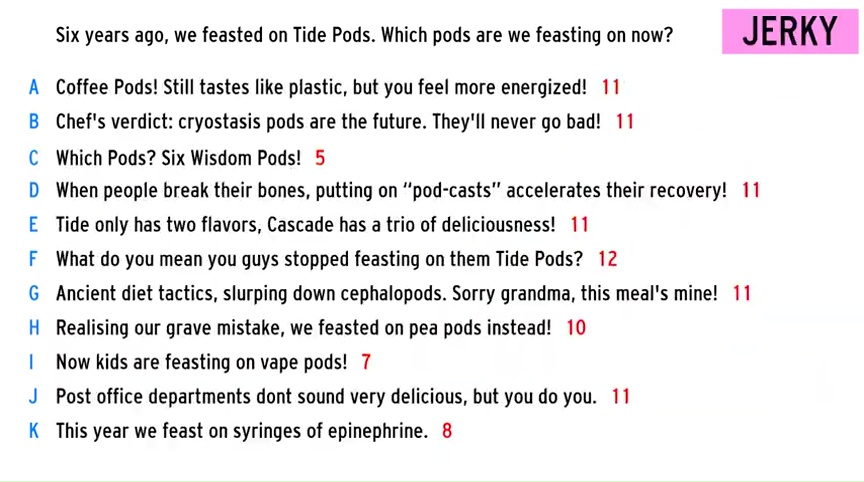 Six years ago, we feasted on Tide Pods. Which pods are we feasting on now?
JERKY
A Coffee Pods! Still tastes like plastic, but you feel more energized! 11
B Chef's verdict: cryostasis pods are the future. They'll never go bad! 11
C Which Pods? Six Wisdom Pods! 5
D When people break their bones, putting on “pod-casts” accelerates their recovery! 11
E Tide only has two flavors, Cascade has a trio of deliciousness! 11
F What do you mean you guys stopped feasting on them Tide Pods? 12
G Ancient diet tactics, slurping down cephalopods. Sorry grandma, this meal's mine! 11
H Realising our grave mistake, we feasted on pea pods instead! 10
I Now kids are feasting on vape pods! 7
J Post office departments dont sound very delicious, but you do you. 11
K This year we feast on syringes of epinephrine. 8